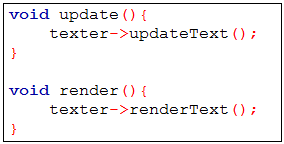 void update(){
    texter->updateText();
}

void render(){
    texter->renderText();
}